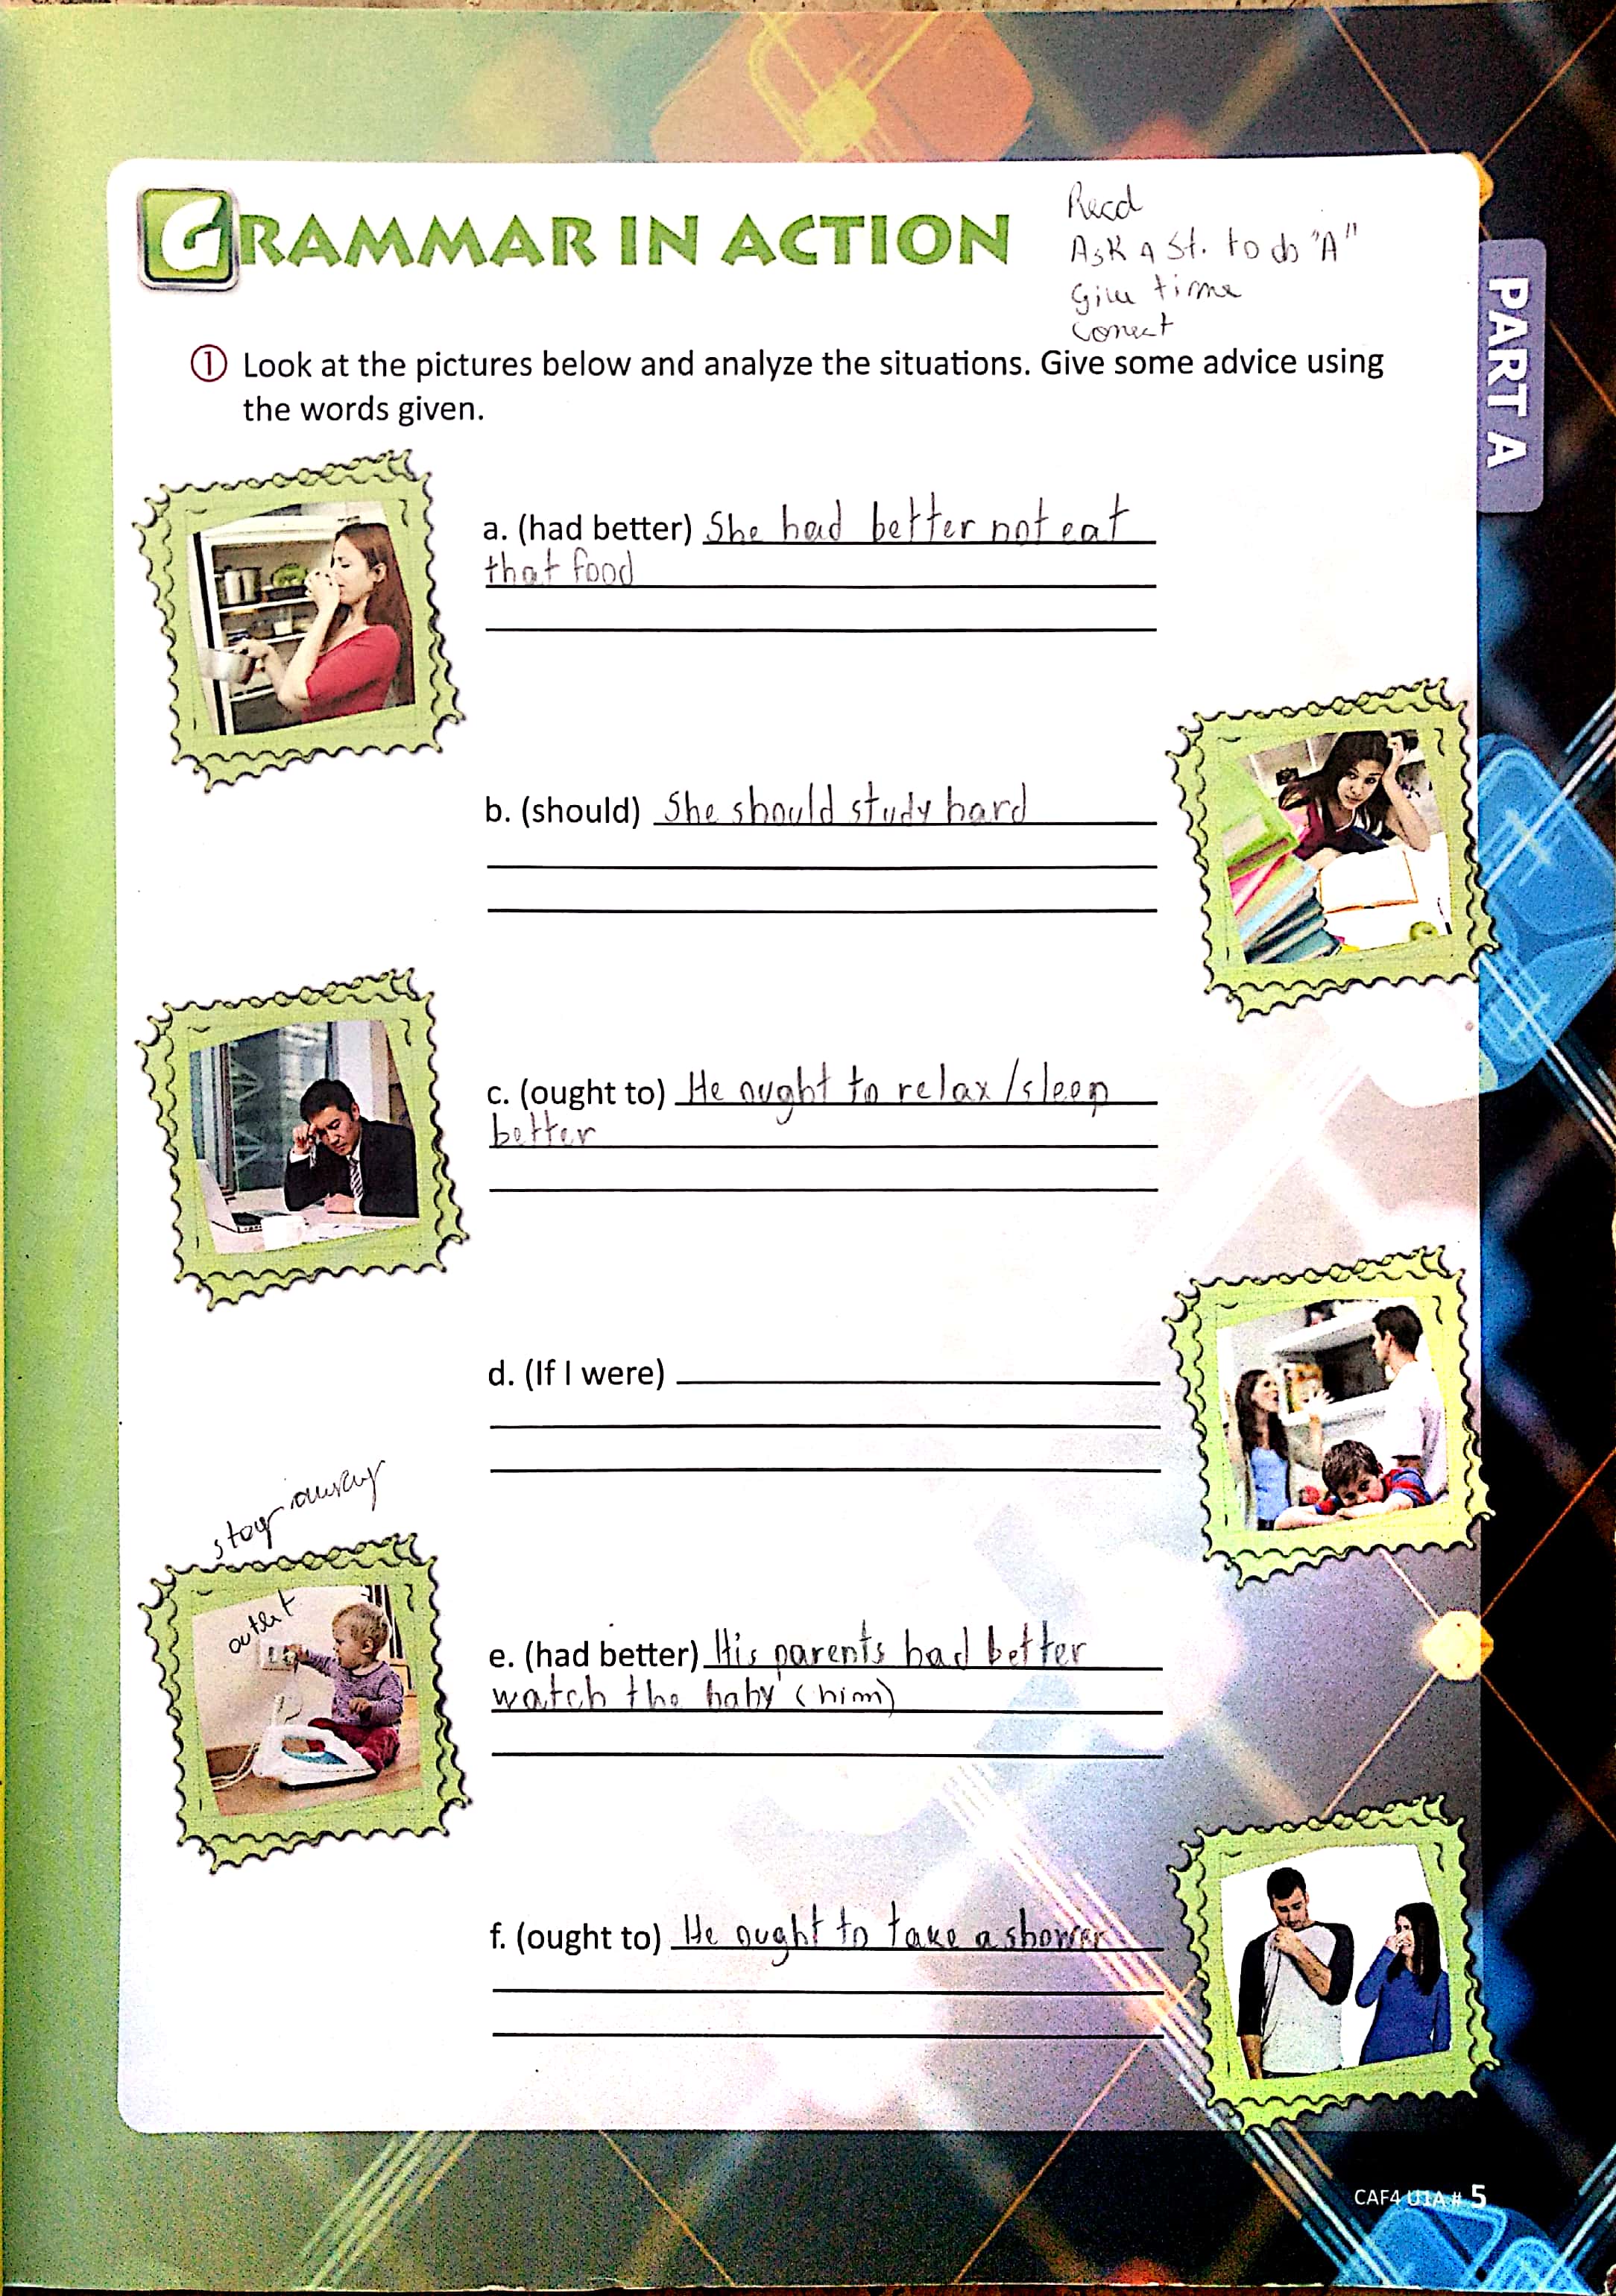 GRAMMAR IN ACTION
Read
Ask a St. to do "A"
Give time
Correct
PART A
① Look at the pictures below and analyze the situations. Give some advice using
the words given.
a. (had better) She had better not eat
that food
b. (should) She should study hard
c. (ought to) He ought to relax/sleep
better
d. (If I were)
stay away
outlet
e. (had better) His parents had better
watch the baby (him)
f. (ought to) He ought to take a shower
CAF4 U1A # 5